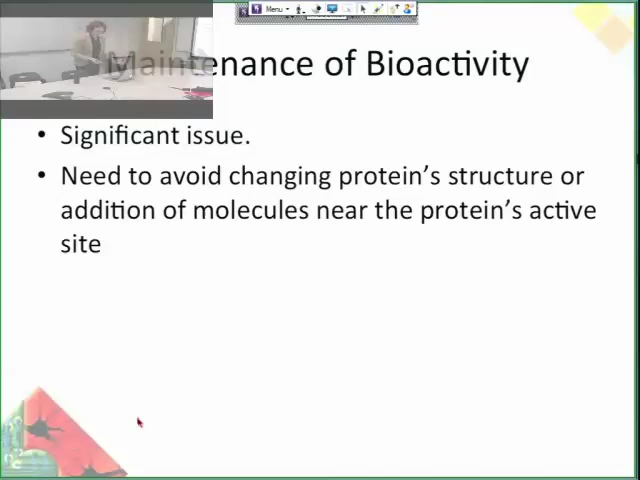 Menu
Maintenance of Bioactivity
• Significant issue.
• Need to avoid changing protein's structure or
addition of molecules near the protein's active
site